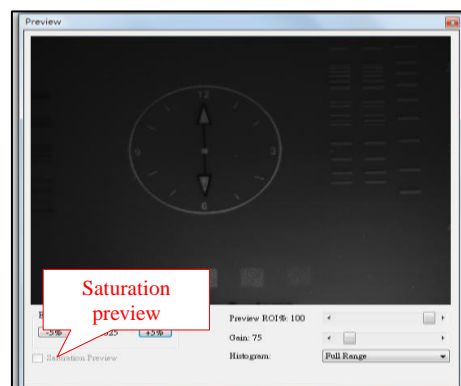 Preview
12
9
3
6
Saturation
preview
Preview ROI%: 100
-5%
+5%
Gain: 75
Saturation Preview
Histogram:
Full Range